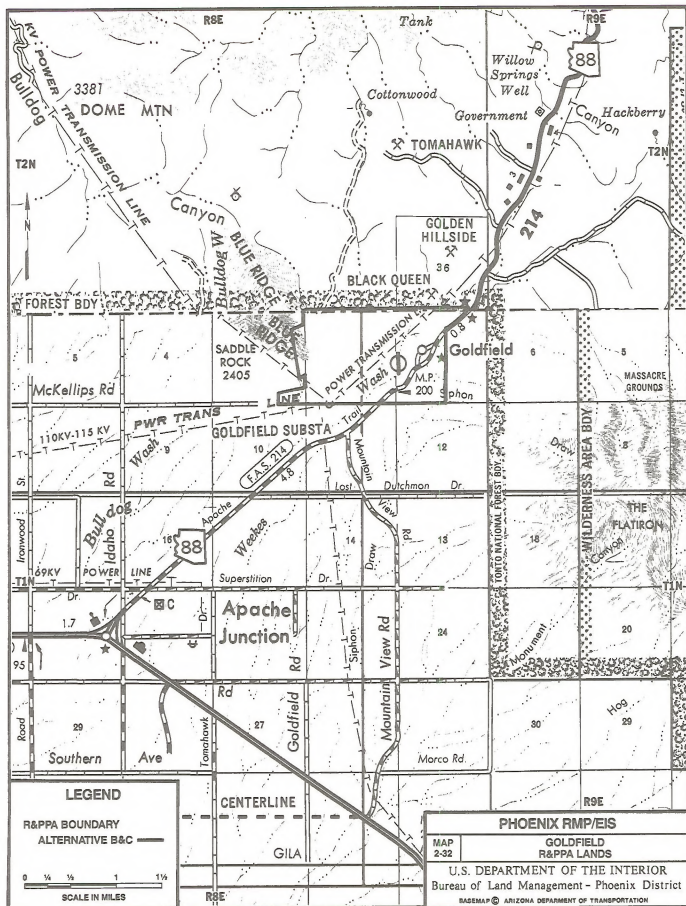 R8E
R9E
Tank
88
Willow
Springs
Well
KV POWER TRANSMISSION LINE
Bulldog
3381
DOME MTN
Cottonwood
Government
Canyon
Hackberry
T2N
T2N
TOMAHAWK
3
N
Canyon
Bulldog W
BLUE RIDGE
GOLDEN
HILLSIDE
36
214
BLACK QUEEN
FOREST BDY
BLUE
RIDGE
POWER TRANSMISSION
0.8
Goldfield
5
4
SADDLE
ROCK
2405
6
5
MASSACRE
GROUNDS
McKellips Rd
Wash
M.P.
200
Siphon
LINE
PWR TRANS
110KV-115 KV
Wash
9
GOLDFIELD SUBSTA
Trail
10
F.A.S. 214
4.8
Mountain
12
Draw
8
St.
Rd
Lost Dutchman Dr.
Apache
View
Rd
TONTO NATIONAL FOREST BDY.
WILDERNESS AREA BDY
THE
FLATIRON
Canyon
Ironwood
Bulldog
Idaho
16
88
Weekes
14
Draw
13
18
69KV POWER LINE
T1N
Superstition Dr.
T1N
Dr.
C
Dr.
1.7
Apache
Junction
Siphon
24
20
Monument
95
Rd
Rd
Mountain View Rd
Road
29
Tomahawk
27
Goldfield
30
Hog
29
Southern Ave
Morco Rd.
LEGEND
R&PPA BOUNDARY
ALTERNATIVE B&C
0 ¼ ½ 1 1½
SCALE IN MILES
CENTERLINE
GILA
R8E
R9E
PHOENIX RMP/EIS
MAP
2-32
GOLDFIELD
R&PPA LANDS
U.S. DEPARTMENT OF THE INTERIOR
Bureau of Land Management - Phoenix District
BASEMAP © ARIZONA DEPARMENT OF TRANSPORTATION